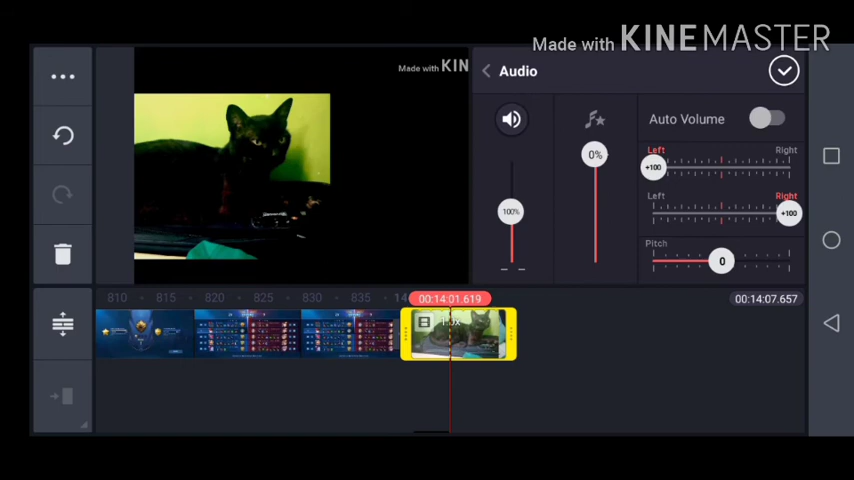 Made with KINEMASTER
Made with KIN
Audio
Auto Volume
0%
Left Right
+100
100%
Left Right
+100
Pitch
0
810 815 820 825 830 835 14
00:14:01.619
00:14:07.657